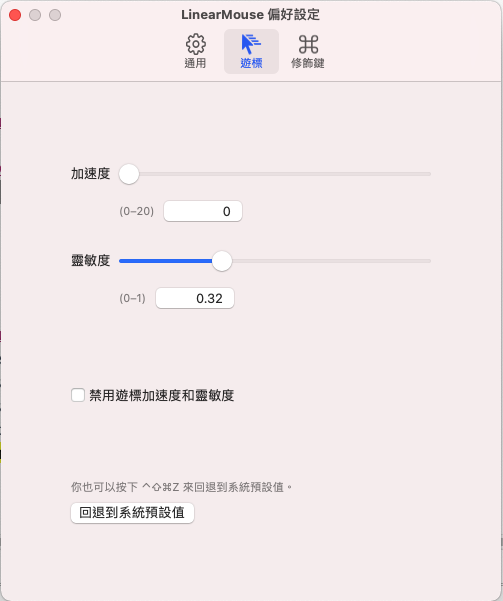 LinearMouse 偏好設定
通用
遊標
修飾鍵
加速度
(0–20) 0
靈敏度
(0–1) 0.32
禁用遊標加速度和靈敏度
你也可以按下 ^⇧⌘Z 來回退到系統預設值。
回退到系統預設值